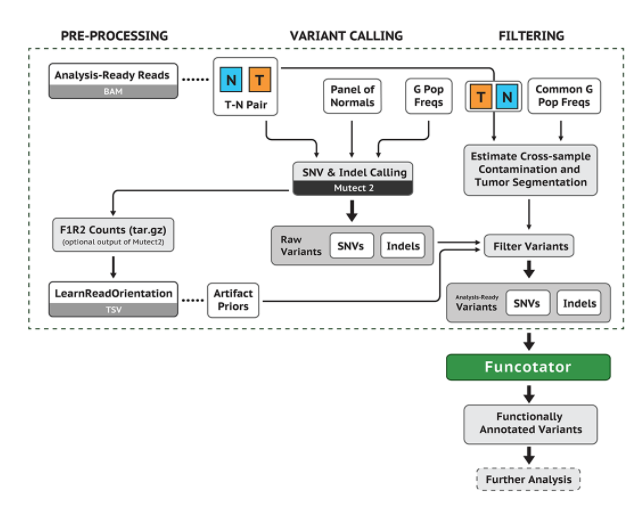 PRE-PROCESSING
VARIANT CALLING
FILTERING
Analysis-Ready Reads
BAM
N T
T-N Pair
Panel of
Normals
G Pop
Freqs
T N
Common G
Pop Freqs
SNV & Indel Calling
Mutect 2
Estimate Cross-sample
Contamination and
Tumor Segmentation
F1R2 Counts (tar.gz)
(optional output of Mutect2)
Raw
Variants
SNVs
Indels
Filter Variants
LearnReadOrientation
TSV
Artifact
Priors
Analysis-Ready
Variants
SNVs
Indels
Funcotator
Functionally
Annotated Variants
Further Analysis